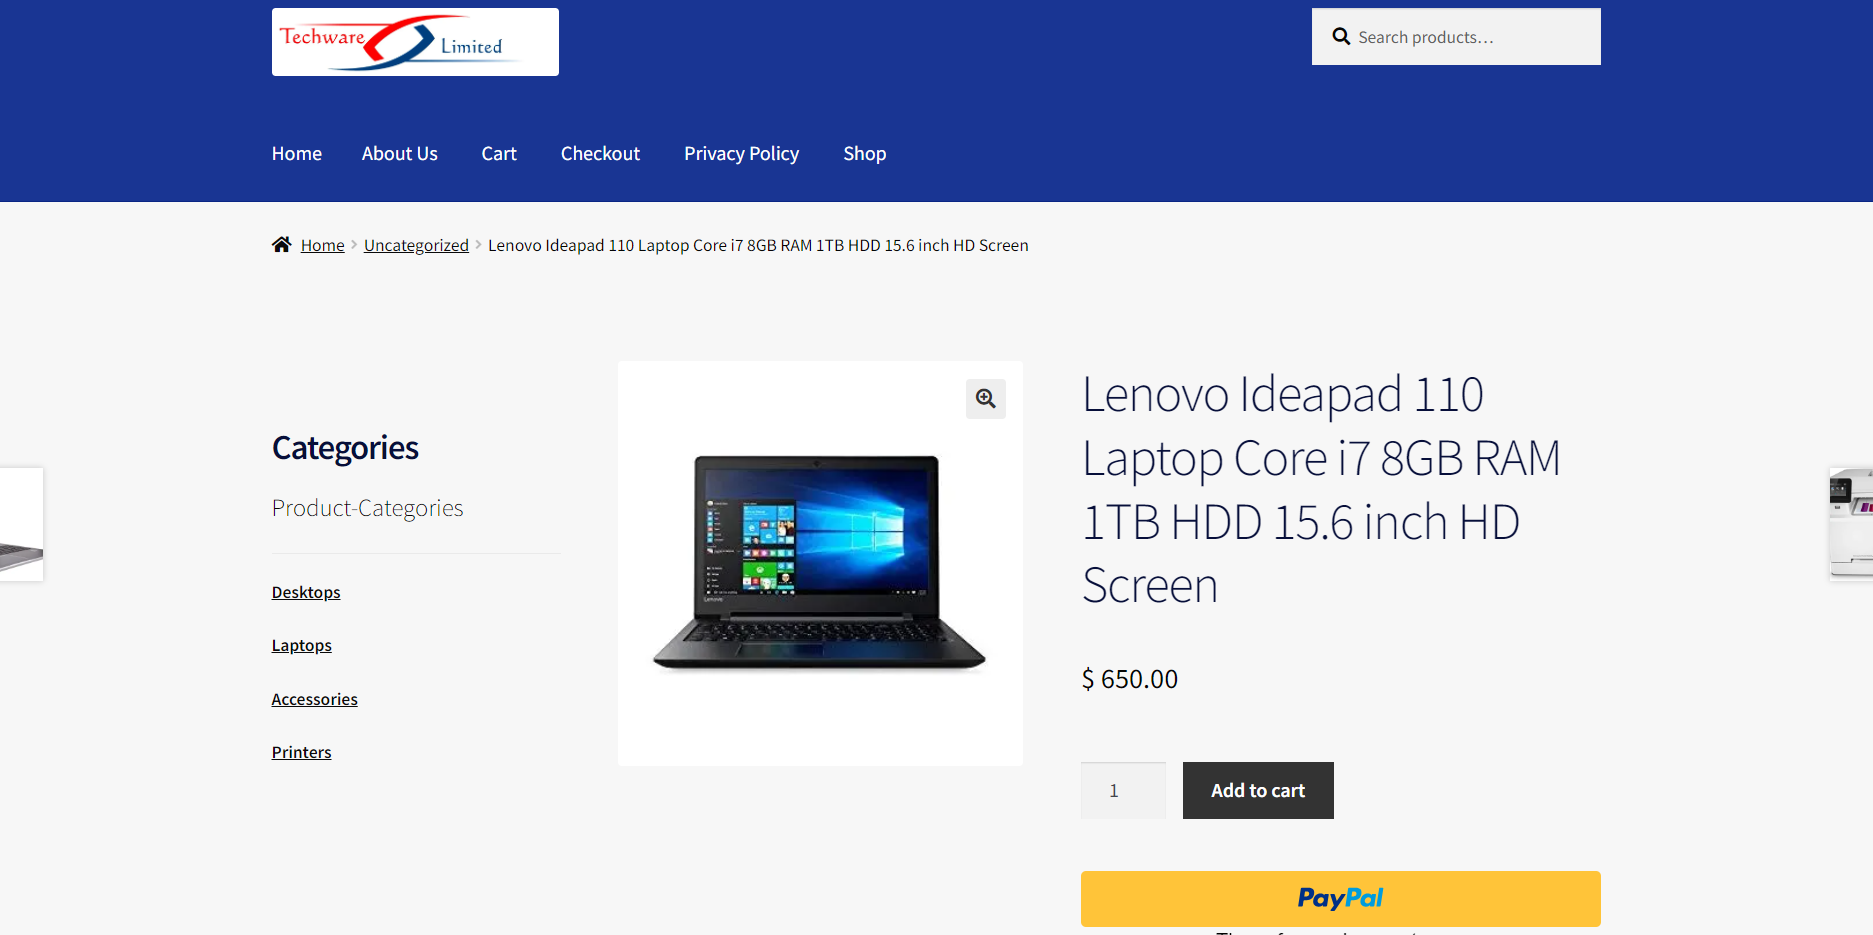 Techware Limited
Search products...
Home About Us Cart Checkout Privacy Policy Shop
Home > Uncategorized > Lenovo Ideapad 110 Laptop Core i7 8GB RAM 1TB HDD 15.6 inch HD Screen
Categories
Product-Categories
Desktops
Laptops
Accessories
Printers
Lenovo
Lenovo Ideapad 110
Laptop Core i7 8GB RAM
1TB HDD 15.6 inch HD
Screen
$ 650.00
1 Add to cart
PayPal